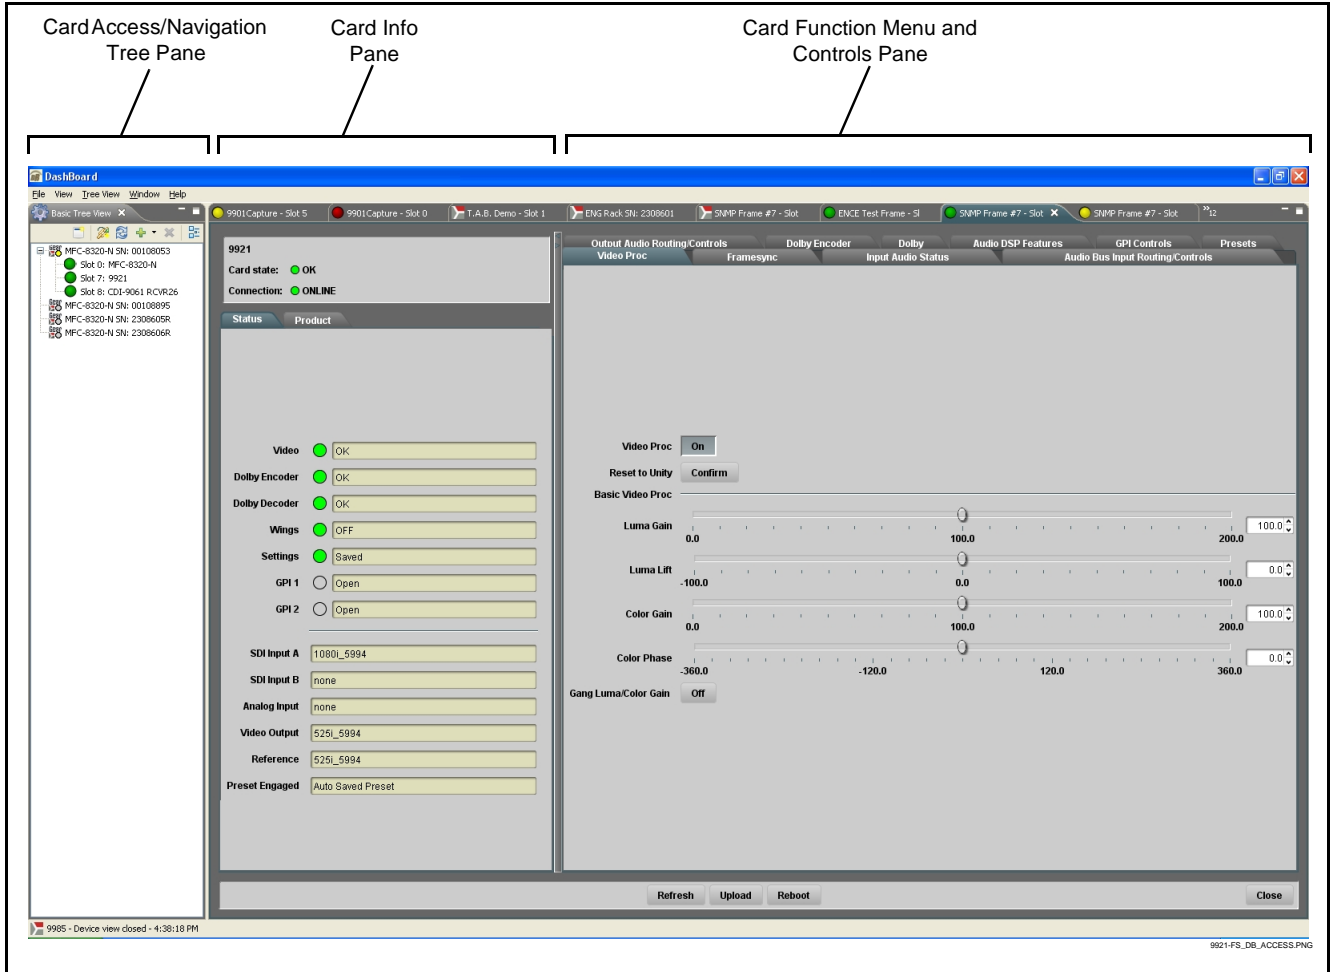 Card Access/Navigation
Tree Pane
Card Info
Pane
Card Function Menu and
Controls Pane
DashBoard
File View Tree View Window Help
Basic Tree View
9901Capture - Slot 5
9901Capture - Slot 0
T.A.B. Demo - Slot 1
ENG Rack SN: 2308601
SNMP Frame #7 - Slot
ENCE Test Frame - Sl
SNMP Frame #7 - Slot
SNMP Frame #7 - Slot
»12
MFC-8320-N SN: 00108053
Slot 0: MFC-8320-N
Slot 7: 9921
Slot 8: CDI-9061 RCVR26
MFC-8320-N SN: 00108895
MFC-8320-N SN: 2308605R
MFC-8320-N SN: 2308606R
9921
Card state: OK
Connection: ONLINE
Status Product
Video OK
Dolby Encoder OK
Dolby Decoder OK
Wings OFF
Settings Saved
GPI 1 Open
GPI 2 Open
SDI Input A 1080i_5994
SDI Input B none
Analog Input none
Video Output 525i_5994
Reference 525i_5994
Preset Engaged Auto Saved Preset
Output Audio Routing/Controls Dolby Encoder Dolby Audio DSP Features GPI Controls Presets
Video Proc Framesync Input Audio Status Audio Bus Input Routing/Controls
Video Proc On
Reset to Unity Confirm
Basic Video Proc
Luma Gain 100.0
0.0 100.0 200.0
Luma Lift 0.0
-100.0 0.0 100.0
Color Gain 100.0
0.0 100.0 200.0
Color Phase 0.0
-360.0 -120.0 120.0 360.0
Gang Luma/Color Gain Off
Refresh Upload Reboot Close
9985 - Device view closed - 4:38:18 PM
9921-FS_DB_ACCESS.PNG